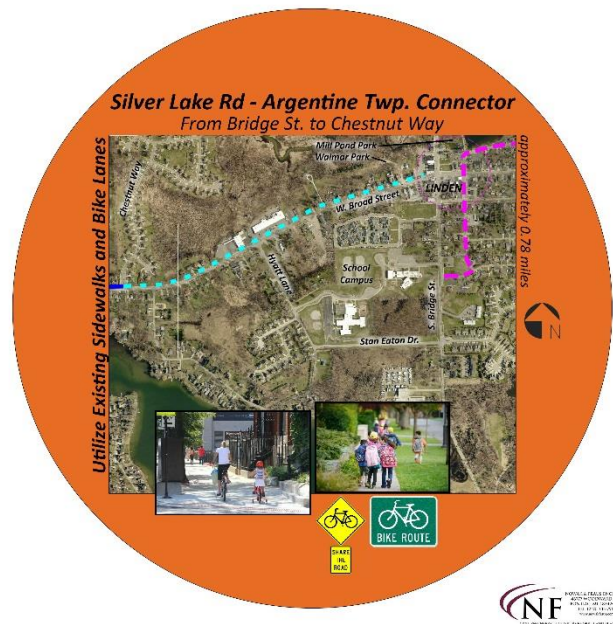 Silver Lake Rd - Argentine Twp. Connector
From Bridge St. to Chestnut Way
Utilize Existing Sidewalks and Bike Lanes
approximately 0.78 miles
Mill Pond Park
Walmar Park
LINDEN
Chestnut Way
W. Broad Street
Hyatt Lane
School
Campus
S. Bridge St.
Stan Eaton Dr.
N
SHARE
THE
ROAD
BIKE ROUTE
NF